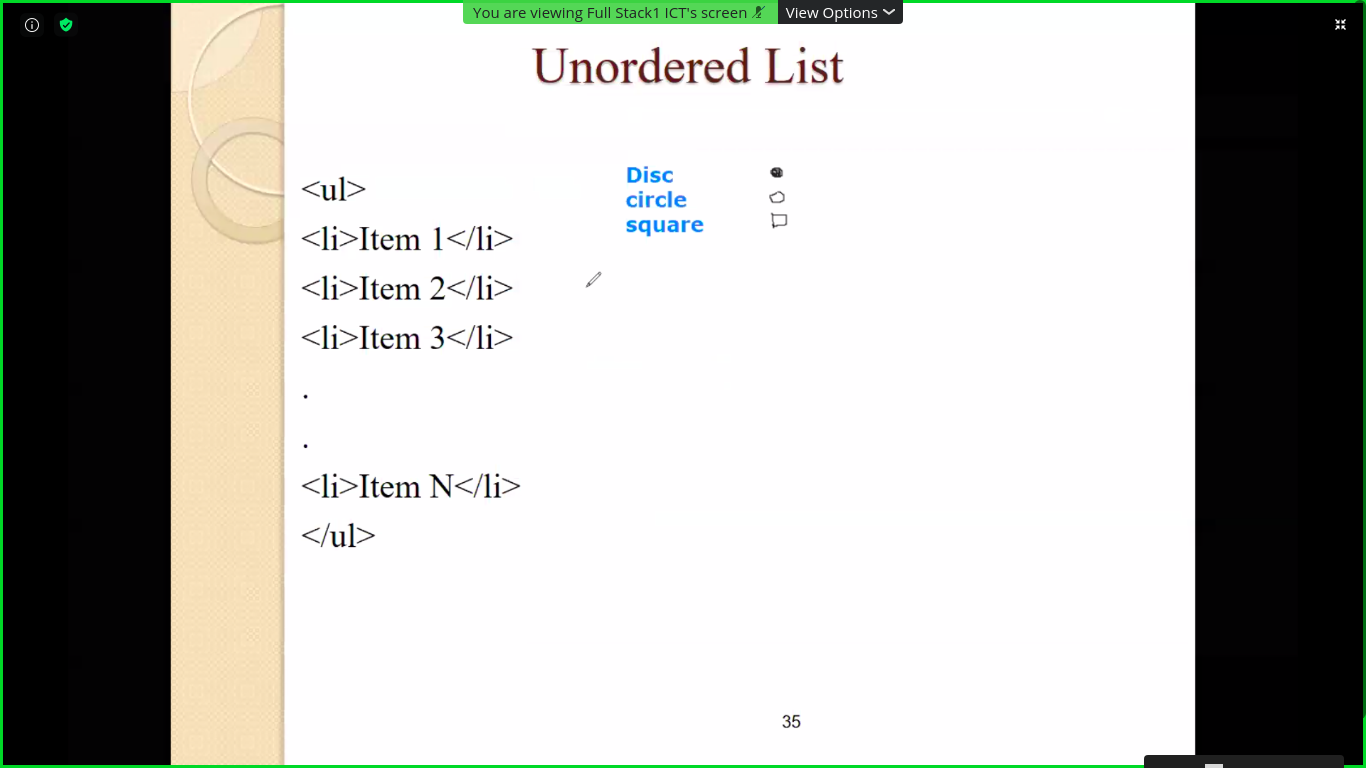 You are viewing Full Stack1 ICT's screen
View Options
Unordered List
<ul>
<li>Item 1</li>
<li>Item 2</li>
<li>Item 3</li>
.
.
<li>Item N</li>
</ul>
Disc
circle
square
35